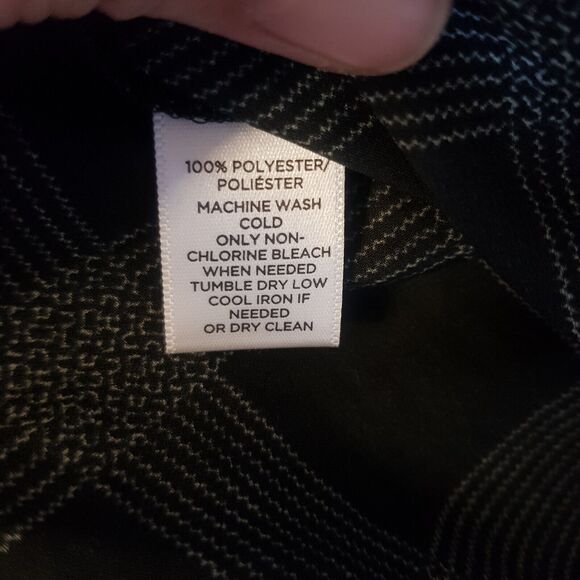 100% POLYESTER/
POLIÉSTER
MACHINE WASH
COLD
ONLY NON-
CHLORINE BLEACH
WHEN NEEDED
TUMBLE DRY LOW
COOL IRON IF
NEEDED
OR DRY CLEAN